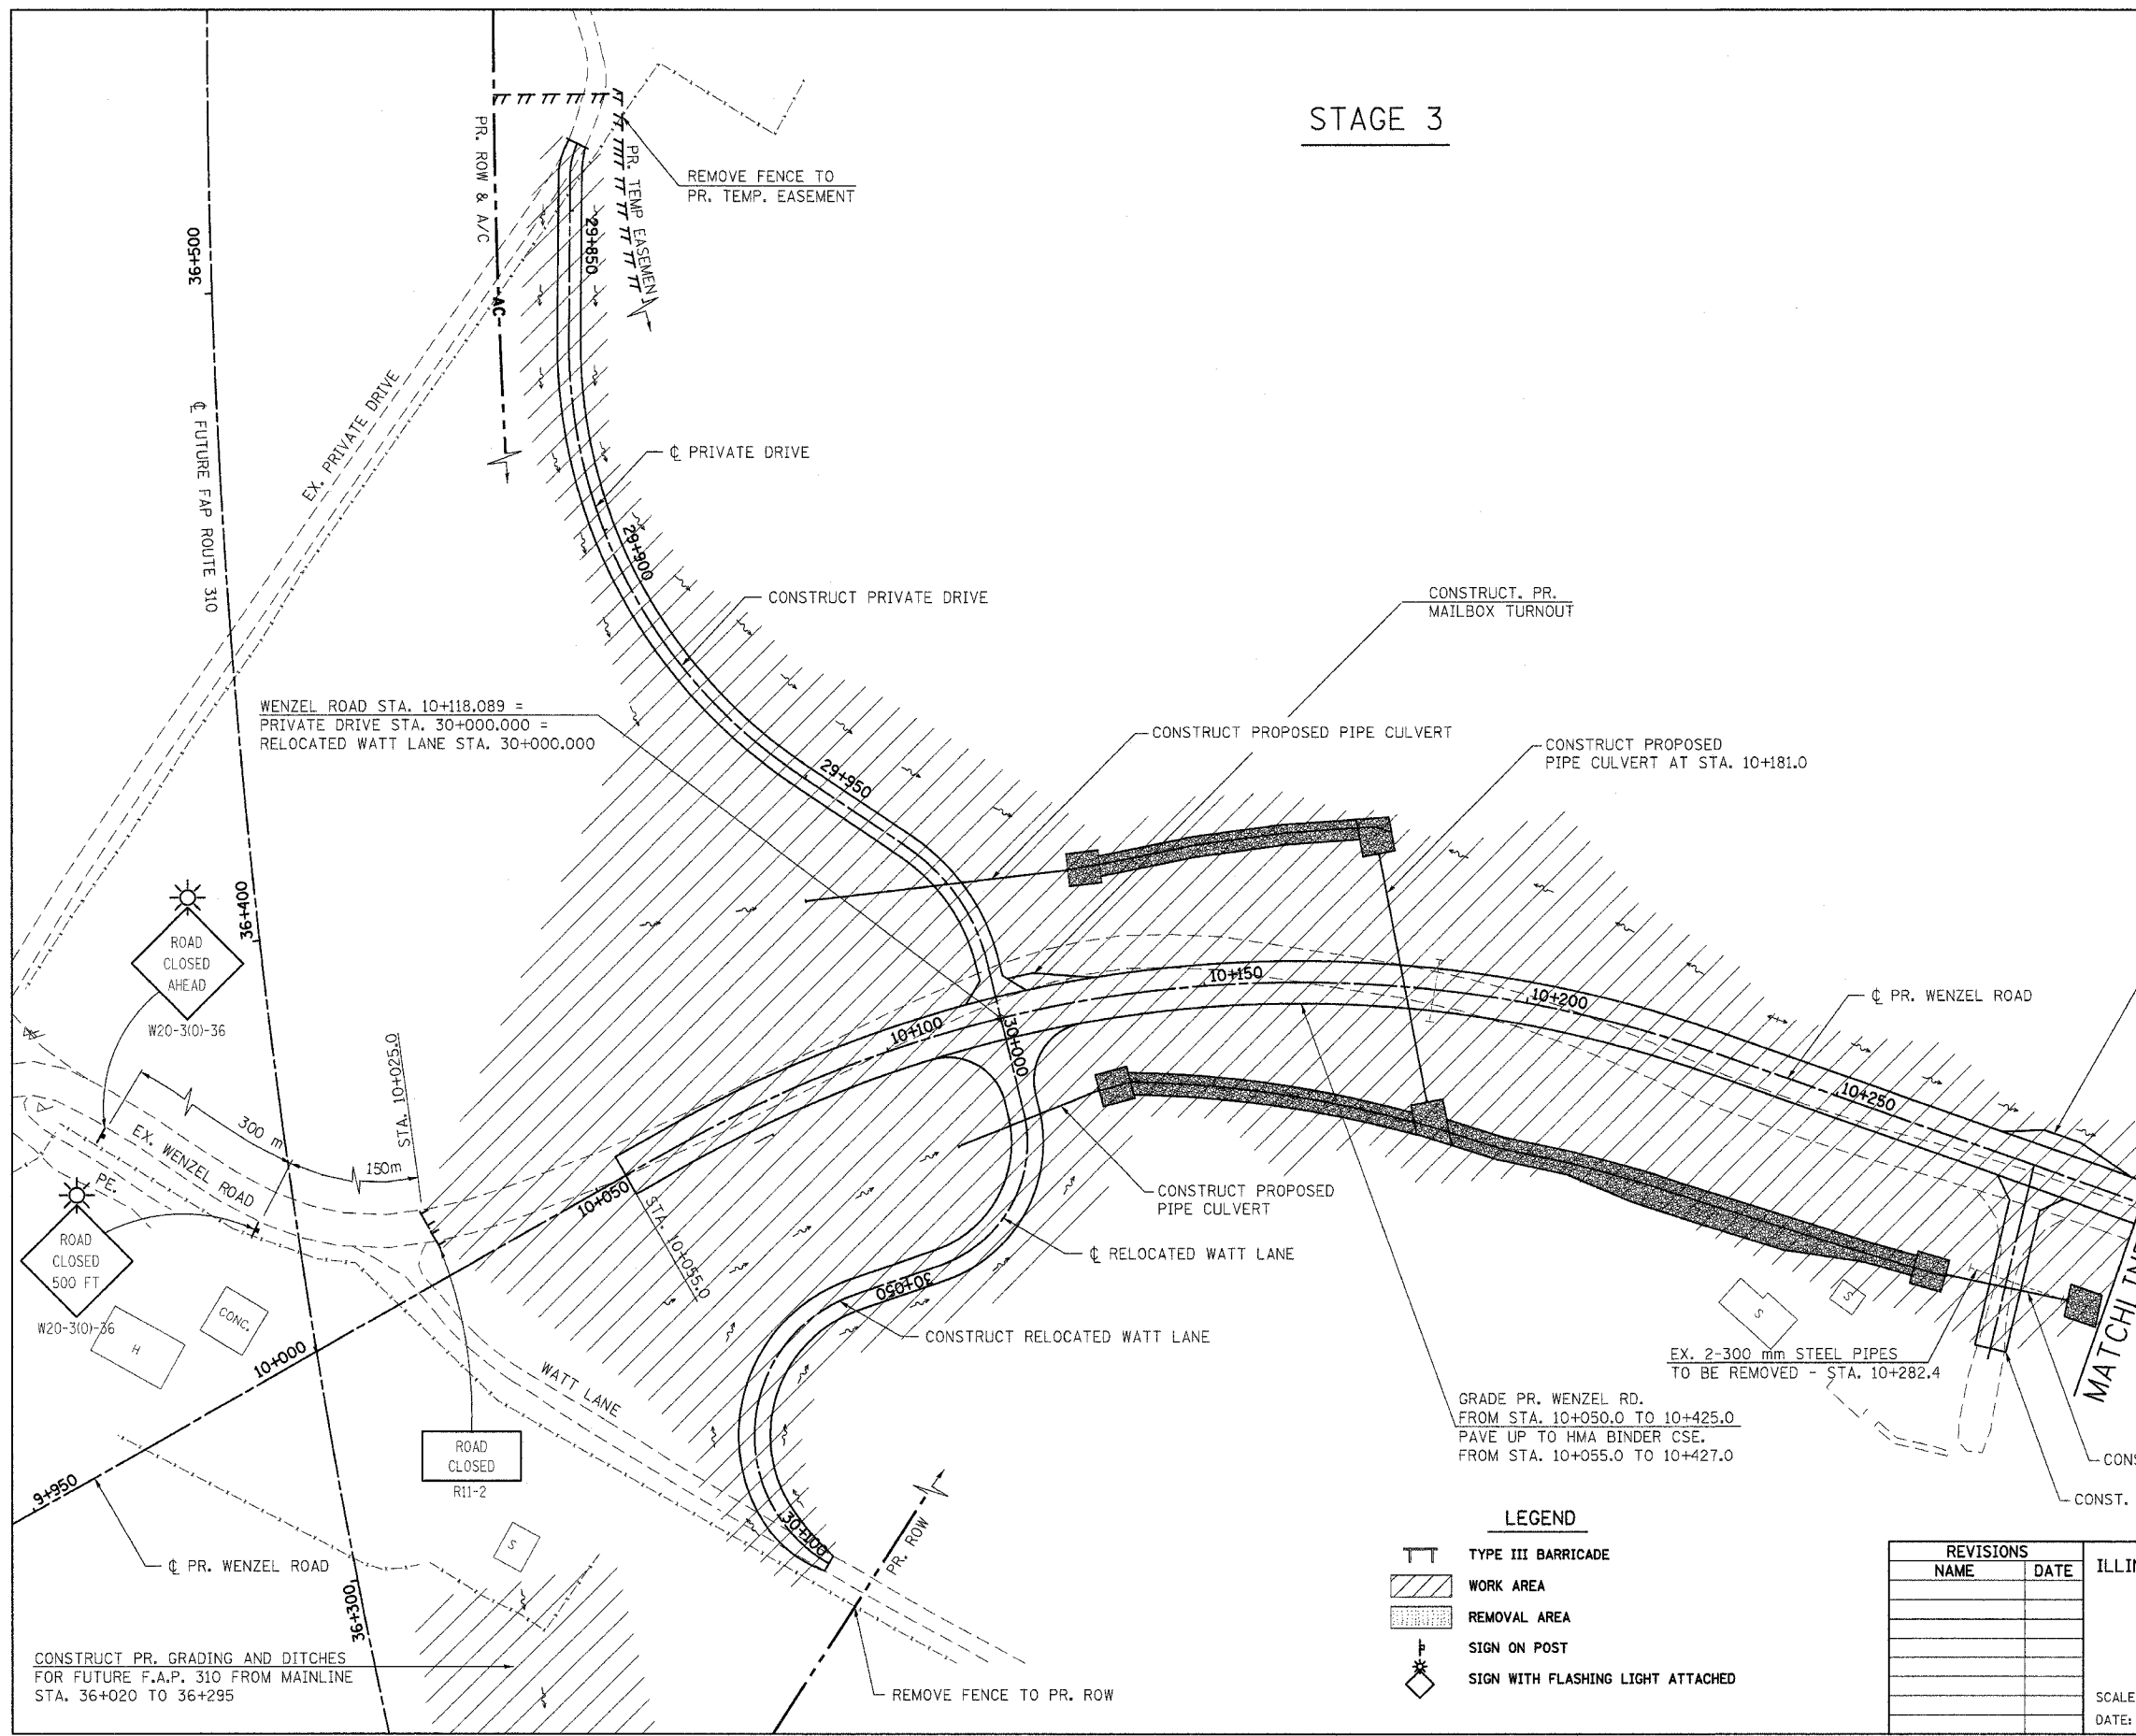 STAGE 3
PR. ROW & A/C
AC
REMOVE FENCE TO
PR. TEMP. EASEMENT
29+850
36+500
EX. PRIVATE DRIVE
℄ FUTURE FAP ROUTE 310
℄ PRIVATE DRIVE
29+900
CONSTRUCT PRIVATE DRIVE
CONSTRUCT. PR.
MAILBOX TURNOUT
WENZEL ROAD STA. 10+118.089 =
PRIVATE DRIVE STA. 30+000.000 =
RELOCATED WATT LANE STA. 30+000.000
CONSTRUCT PROPOSED PIPE CULVERT
CONSTRUCT PROPOSED
PIPE CULVERT AT STA. 10+181.0
29+950
36+400
ROAD
CLOSED
AHEAD
W20-3(O)-36
10+150
10+200
℄ PR. WENZEL ROAD
10+100
30+000
STA. 10+025.0
10+250
300 m
150m
EX. WENZEL ROAD
PE.
10+050
STA. 10+055.0
CONSTRUCT PROPOSED
PIPE CULVERT
℄ RELOCATED WATT LANE
ROAD
CLOSED
500 FT
W20-3(O)-36
30+050
CONC.
H
CONSTRUCT RELOCATED WATT LANE
S
S
10+000
EX. 2-300 mm STEEL PIPES
TO BE REMOVED - STA. 10+282.4
WATT LANE
GRADE PR. WENZEL RD.
FROM STA. 10+050.0 TO 10+425.0
PAVE UP TO HMA BINDER CSE.
FROM STA. 10+055.0 TO 10+427.0
ROAD
CLOSED
R11-2
9+950
CONST.
30+100
PR. ROW
S
℄ PR. WENZEL ROAD
36+300
LEGEND
TYPE III BARRICADE
WORK AREA
REMOVAL AREA
SIGN ON POST
SIGN WITH FLASHING LIGHT ATTACHED
REVISIONS
NAME DATE
CONSTRUCT PR. GRADING AND DITCHES
FOR FUTURE F.A.P. 310 FROM MAINLINE
STA. 36+020 TO 36+295
REMOVE FENCE TO PR. ROW
SCALE
DATE: